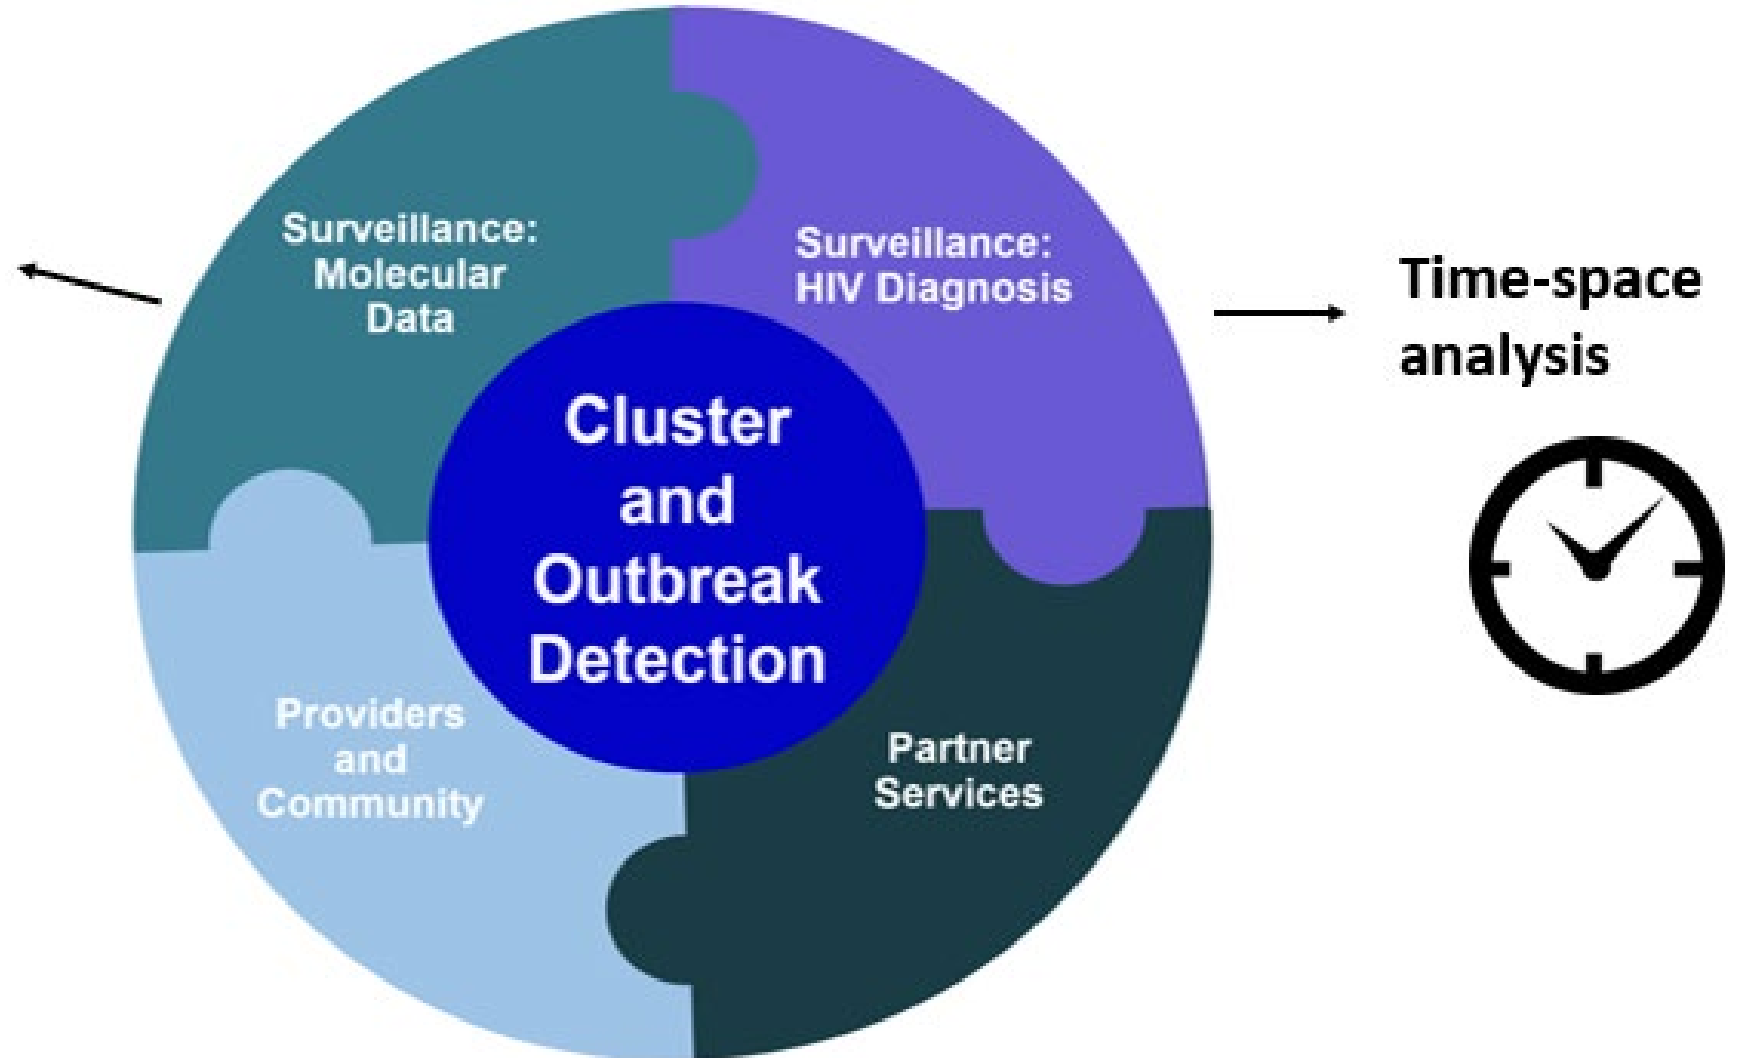 Surveillance:
Molecular
Data
Surveillance:
HIV Diagnosis
Time-space
analysis
Cluster
and
Outbreak
Detection
Providers
and
Community
Partner
Services